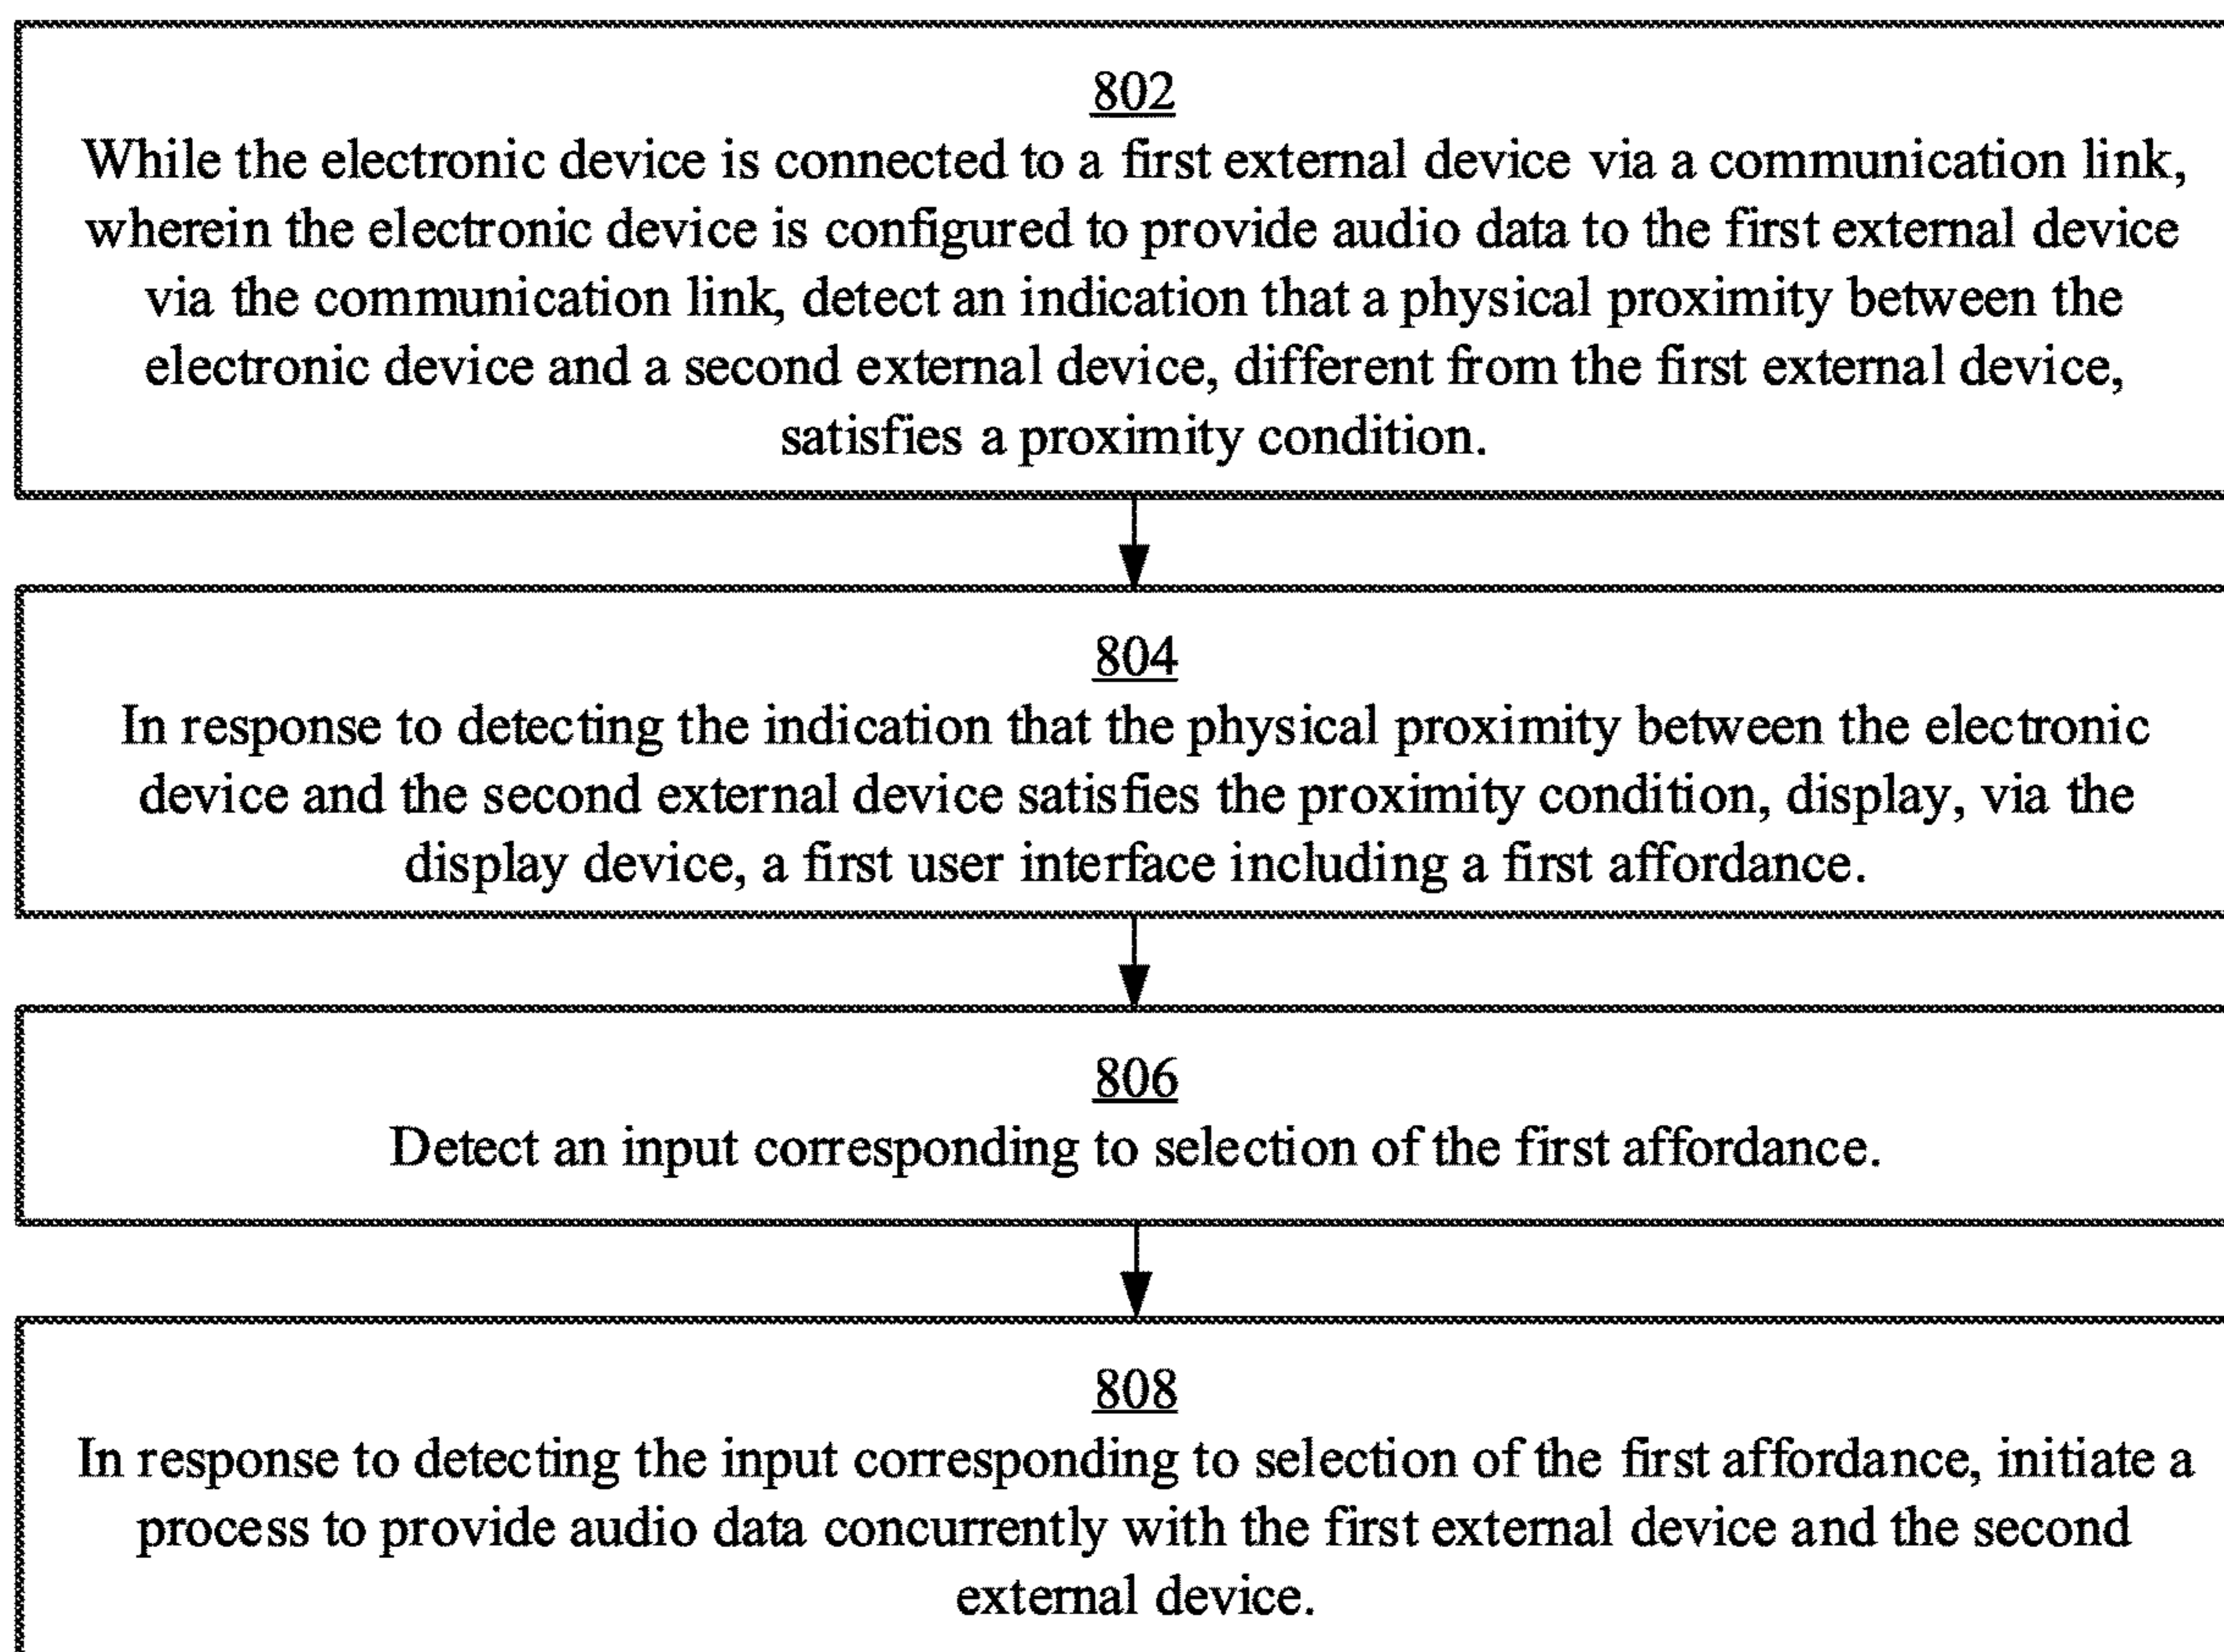 802
While the electronic device is connected to a first external device via a communication link,
wherein the electronic device is configured to provide audio data to the first external device
via the communication link, detect an indication that a physical proximity between the
electronic device and a second external device, different from the first external device,
satisfies a proximity condition.
804
In response to detecting the indication that the physical proximity between the electronic
device and the second external device satisfies the proximity condition, display, via the
display device, a first user interface including a first affordance.
806
Detect an input corresponding to selection of the first affordance.
808
In response to detecting the input corresponding to selection of the first affordance, initiate a
process to provide audio data concurrently with the first external device and the second
external device.